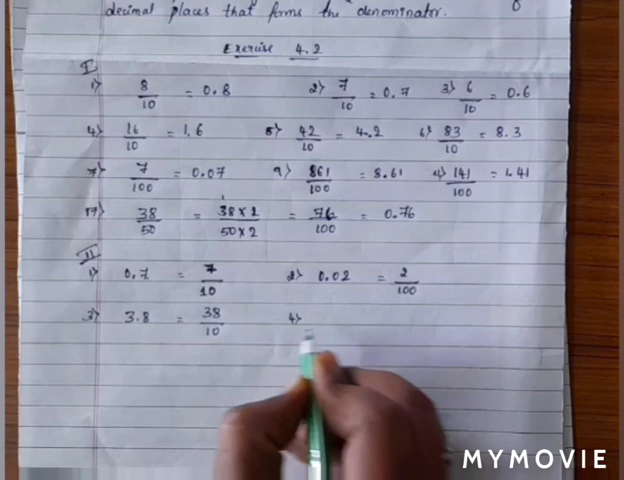 decimal places that forms the denominator.
Exercise 4.2
I
1) 8/10 = 0.8 2) 7/10 = 0.7 3) 6/10 = 0.6
4) 16/10 = 1.6 5) 42/10 = 4.2 6) 83/10 = 8.3
7) 7/100 = 0.07 9) 861/100 = 8.61 141/100 = 1.41
17) 38/50 = 38×2/50×2 = 76/100 = 0.76
II
1) 0.7 = 7/10 2) 0.02 = 2/100
3) 3.8 = 38/10 4)
MYMOVIE